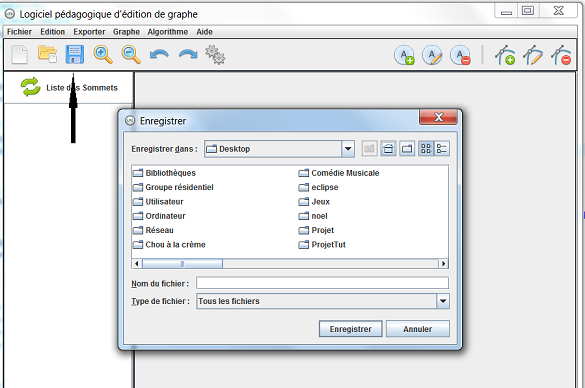 Logiciel pédagogique d'édition de graphe
Fichier Edition Exporter Graphe Algorithme Aide
Liste des Sommets
Enregistrer
Enregistrer dans : Desktop
Bibliothèques Comédie Musicale
Groupe résidentiel eclipse
Utilisateur Jeux
Ordinateur noel
Réseau Projet
Chou à la crème ProjetTut
Nom du fichier :
Type de fichier : Tous les fichiers
Enregistrer Annuler